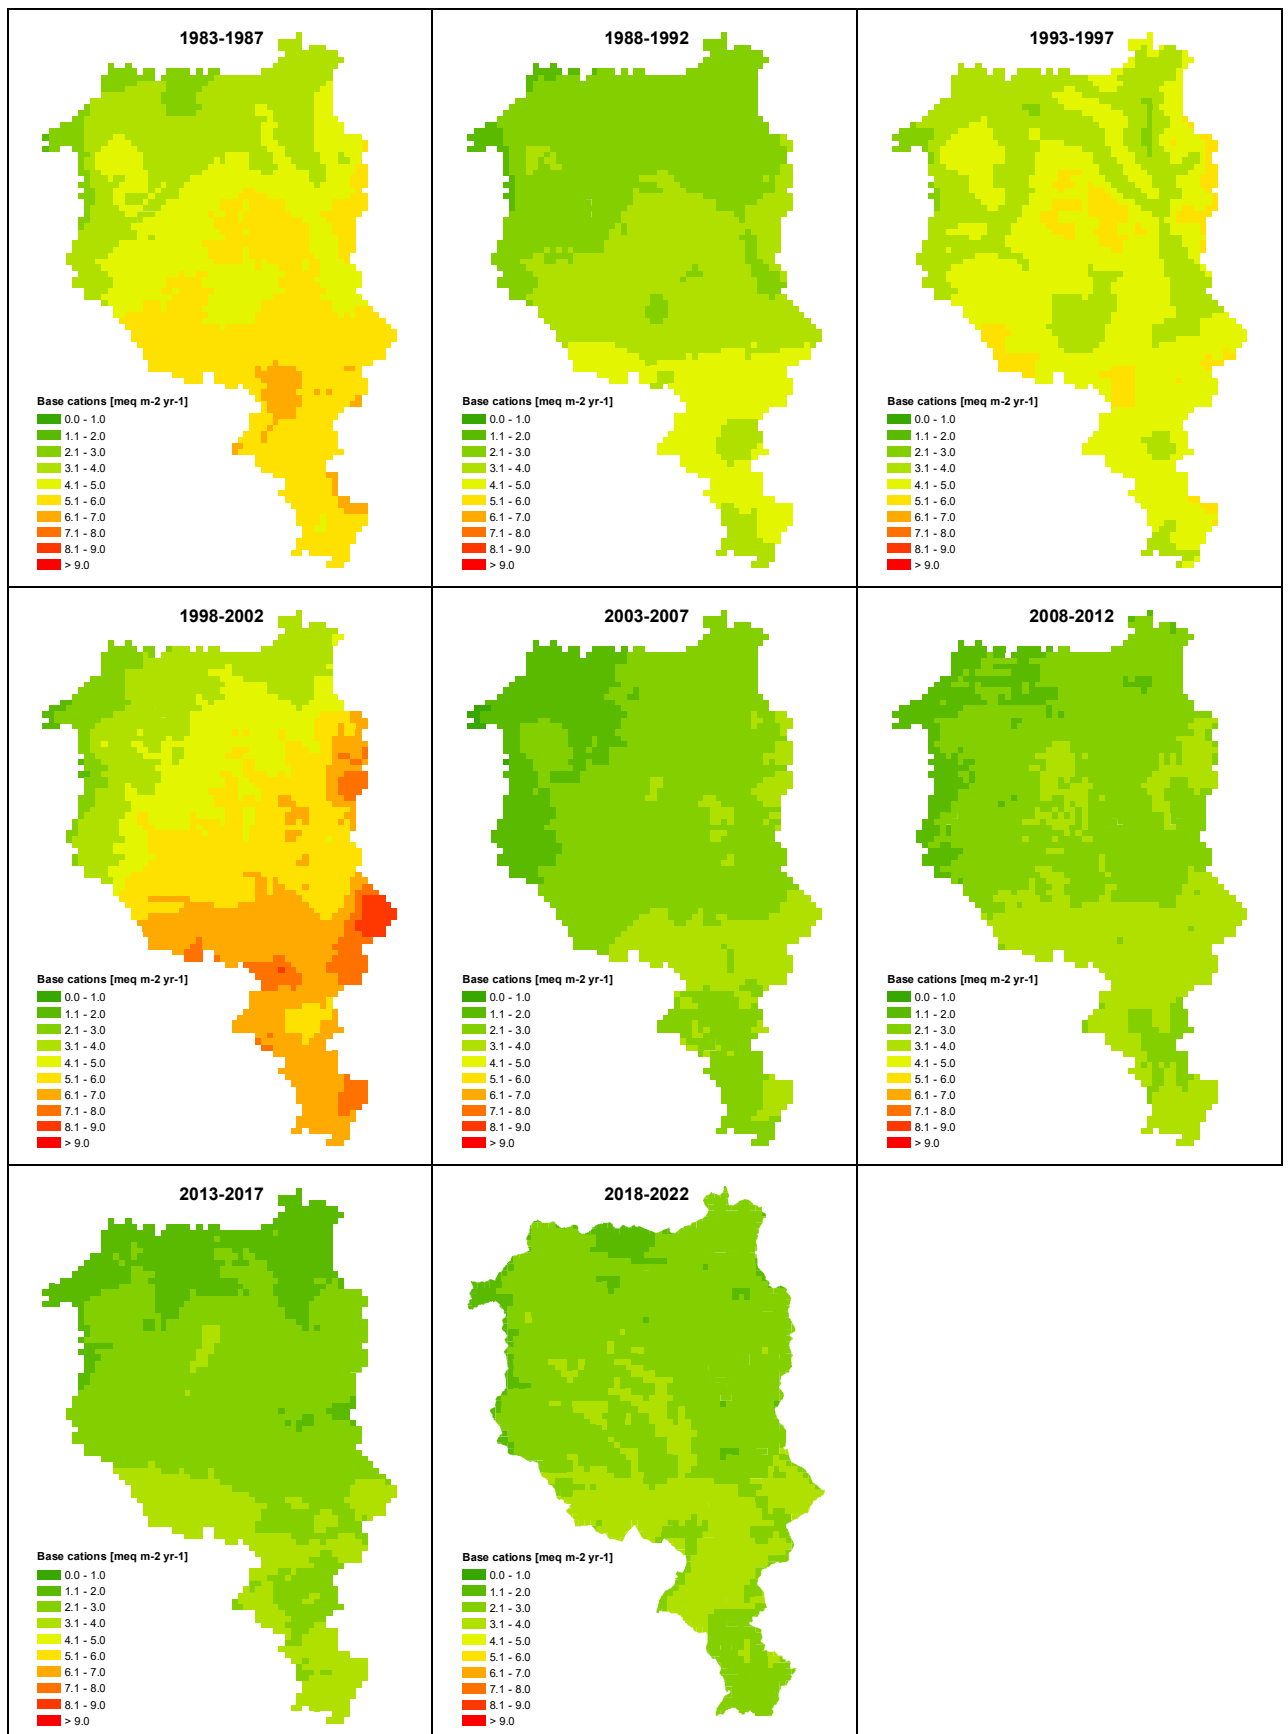 1983-1987
Base cations [meq m-2 yr-1]
0.0 - 1.0
1.1 - 2.0
2.1 - 3.0
3.1 - 4.0
4.1 - 5.0
5.1 - 6.0
6.1 - 7.0
7.1 - 8.0
8.1 - 9.0
> 9.0
1988-1992
Base cations [meq m-2 yr-1]
0.0 - 1.0
1.1 - 2.0
2.1 - 3.0
3.1 - 4.0
4.1 - 5.0
5.1 - 6.0
6.1 - 7.0
7.1 - 8.0
8.1 - 9.0
> 9.0
1993-1997
Base cations [meq m-2 yr-1]
0.0 - 1.0
1.1 - 2.0
2.1 - 3.0
3.1 - 4.0
4.1 - 5.0
5.1 - 6.0
6.1 - 7.0
7.1 - 8.0
8.1 - 9.0
> 9.0
1998-2002
Base cations [meq m-2 yr-1]
0.0 - 1.0
1.1 - 2.0
2.1 - 3.0
3.1 - 4.0
4.1 - 5.0
5.1 - 6.0
6.1 - 7.0
7.1 - 8.0
8.1 - 9.0
> 9.0
2003-2007
Base cations [meq m-2 yr-1]
0.0 - 1.0
1.1 - 2.0
2.1 - 3.0
3.1 - 4.0
4.1 - 5.0
5.1 - 6.0
6.1 - 7.0
7.1 - 8.0
8.1 - 9.0
> 9.0
2008-2012
Base cations [meq m-2 yr-1]
0.0 - 1.0
1.1 - 2.0
2.1 - 3.0
3.1 - 4.0
4.1 - 5.0
5.1 - 6.0
6.1 - 7.0
7.1 - 8.0
8.1 - 9.0
> 9.0
2013-2017
Base cations [meq m-2 yr-1]
0.0 - 1.0
1.1 - 2.0
2.1 - 3.0
3.1 - 4.0
4.1 - 5.0
5.1 - 6.0
6.1 - 7.0
7.1 - 8.0
8.1 - 9.0
> 9.0
2018-2022
Base cations [meq m-2 yr-1]
0.0 - 1.0
1.1 - 2.0
2.1 - 3.0
3.1 - 4.0
4.1 - 5.0
5.1 - 6.0
6.1 - 7.0
7.1 - 8.0
8.1 - 9.0
> 9.0